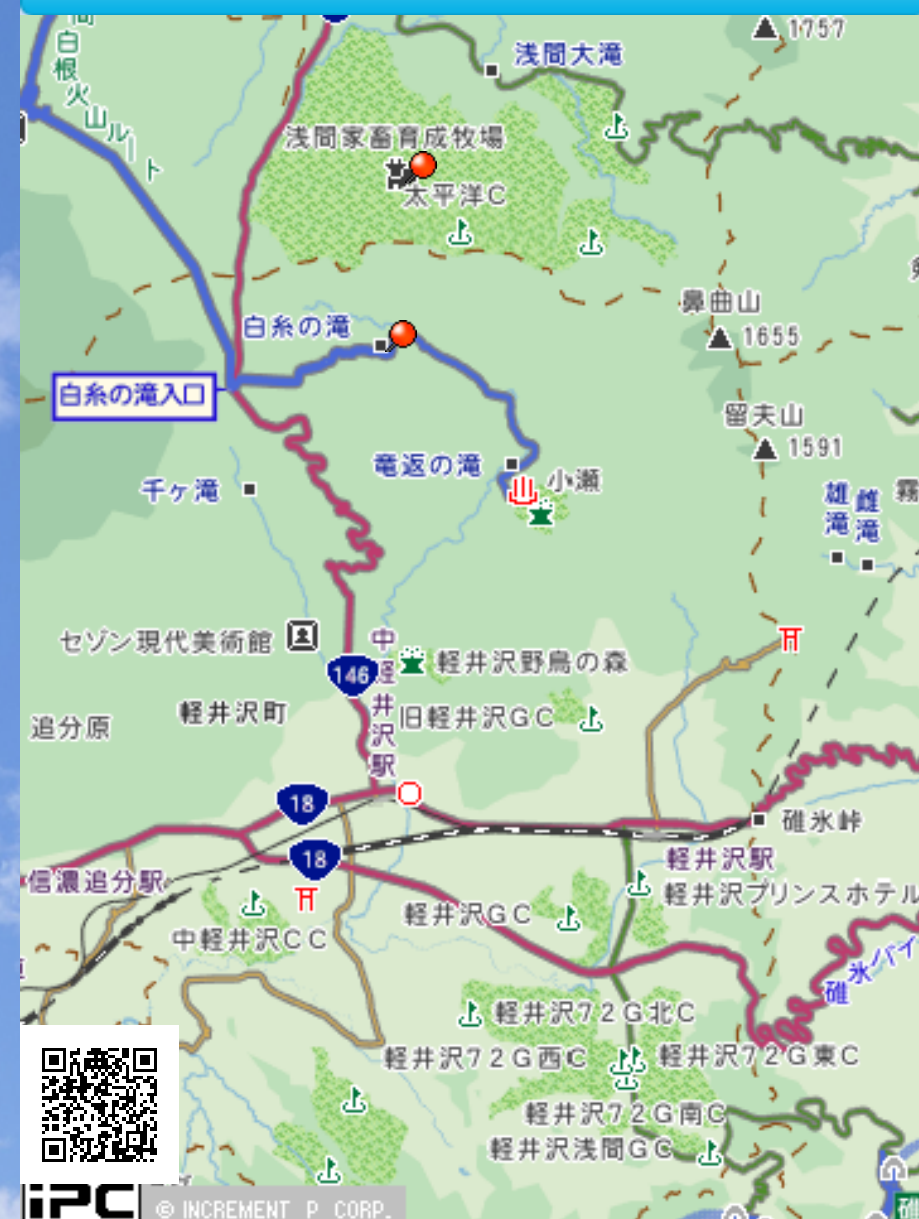 1757
浅間大滝
間白根火山ルート
浅間家畜育成牧場
太平洋C
鼻曲山
1655
白糸の滝
白糸の滝入口
留夫山
1591
竜返の滝
小瀬
千ヶ滝
雄滝
雌滝
霧
セゾン現代美術館
146
中軽井沢駅
軽井沢野鳥の森
軽井沢町
旧軽井沢GC
追分原
18
碓氷峠
18
軽井沢駅
信濃追分駅
軽井沢プリンスホテル
軽井沢GC
中軽井沢CC
碓氷バイ
軽井沢72G北C
軽井沢72G西C
軽井沢72G東C
軽井沢72G南C
軽井沢浅間GC
iPC
© INCREMENT P CORP.
碓